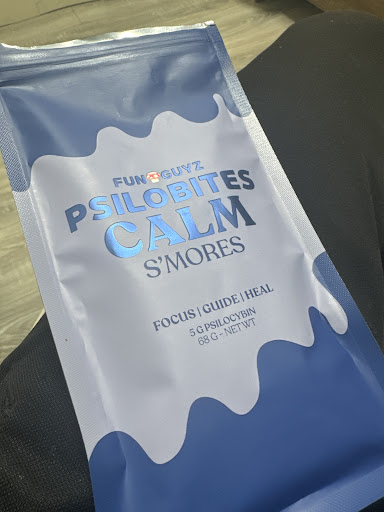 FUN GUYZ
PSILOBITES
CALM
S'MORES
FOCUS | GUIDE | HEAL
5 G PSILOCYBIN
68 G - NET WT